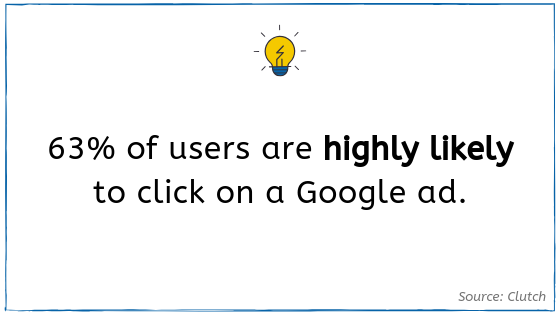 63% of users are highly likely
to click on a Google ad.
Source: Clutch